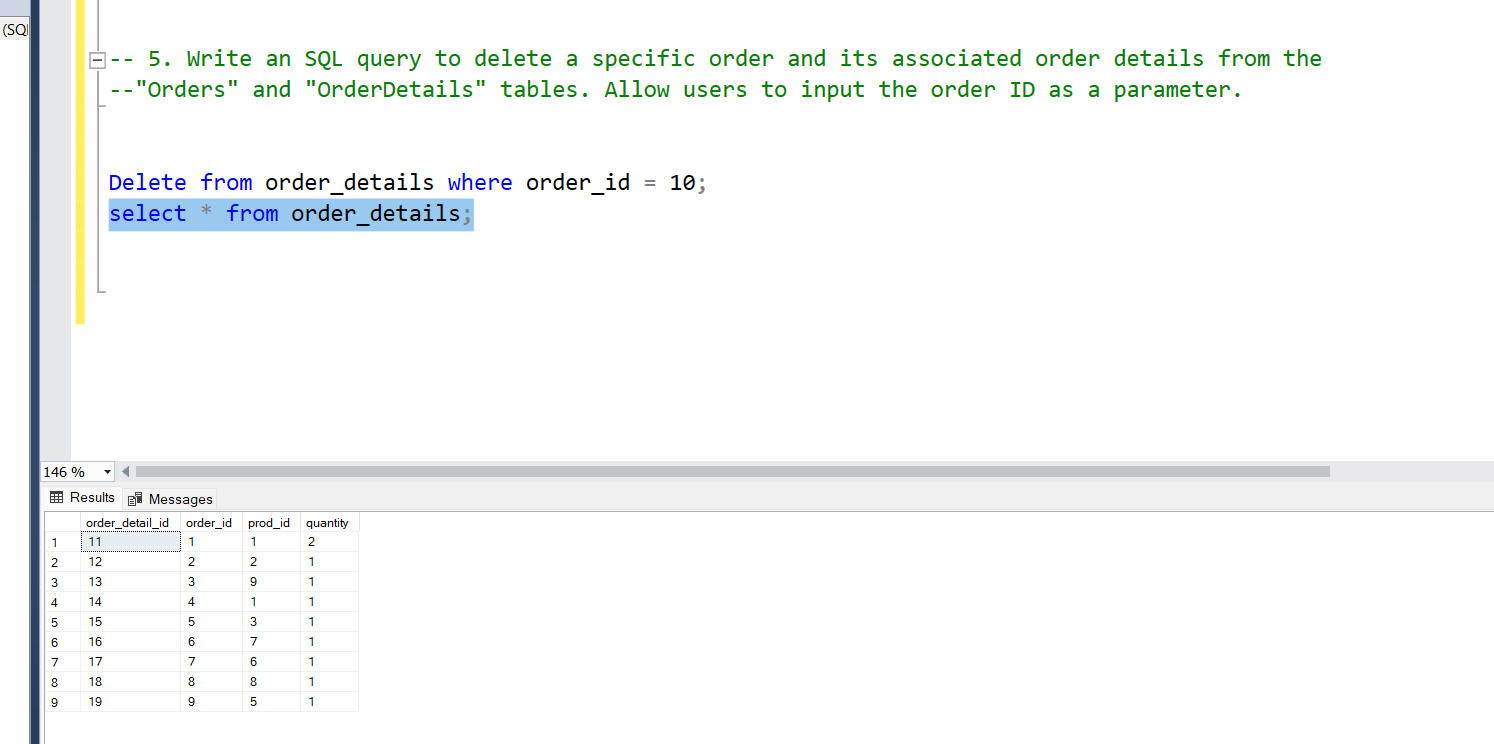 (SQ
-- 5. Write an SQL query to delete a specific order and its associated order details from the
--"Orders" and "OrderDetails" tables. Allow users to input the order ID as a parameter.
Delete from order_details where order_id = 10;
select * from order_details;
146 %
Results Messages
order_detail_id order_id prod_id quantity
1 11 1 1 2
2 12 2 2 1
3 13 3 9 1
4 14 4 1 1
5 15 5 3 1
6 16 6 7 1
7 17 7 6 1
8 18 8 8 1
9 19 9 5 1